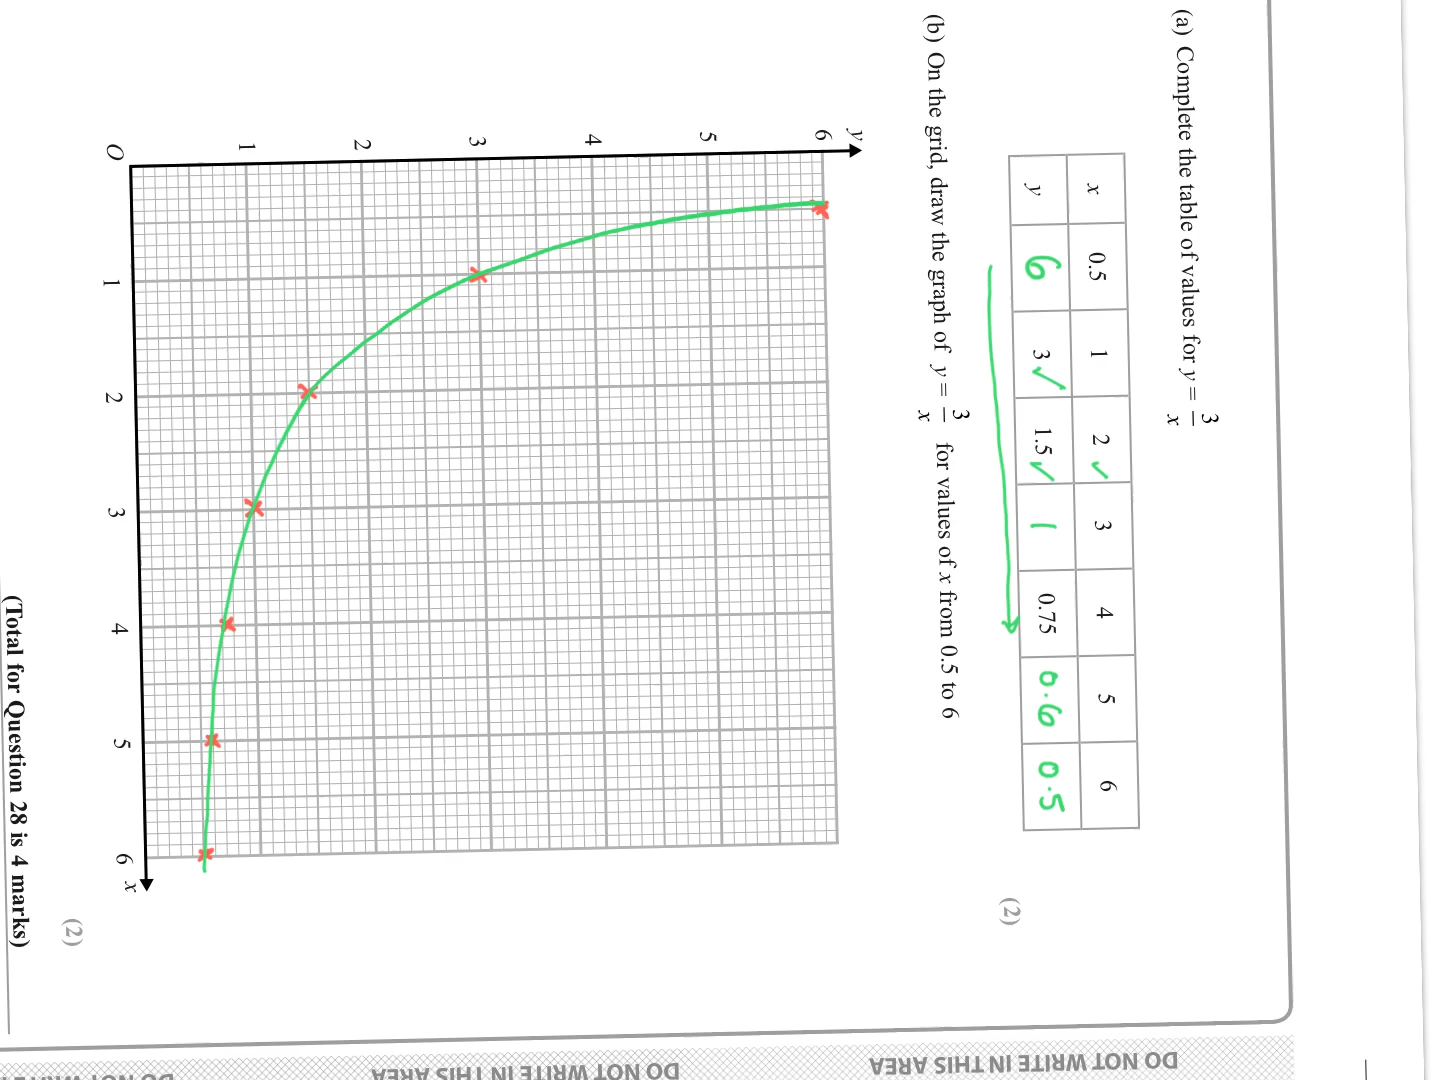 (a) Complete the table of values for y = 3/x
x 0.5 1 2 ✓ 3 4 5 6
y 6 3 ✓ 1.5 ✓ 1 0.75 0.6 0.5
(2)
(b) On the grid, draw the graph of y = 3/x for values of x from 0.5 to 6
y
6
5
4
3
2
1
O 1 2 3 4 5 6 x
(2)
(Total for Question 28 is 4 marks)
DO NOT WRITE IN THIS AREA
DO NOT WRITE IN THIS AREA
DO NOT WRITE